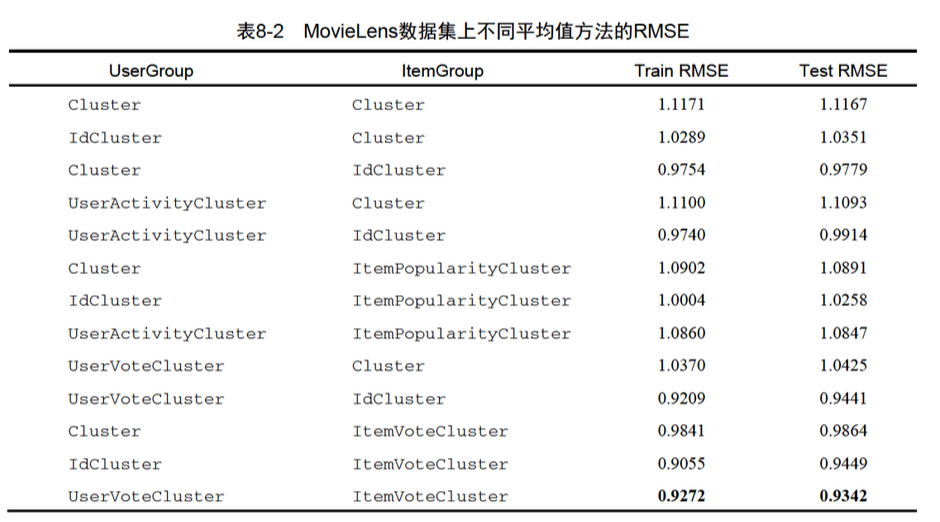 表8-2 MovieLens数据集上不同平均值方法的RMSE
UserGroup ItemGroup Train RMSE Test RMSE
Cluster Cluster 1.1171 1.1167
IdCluster Cluster 1.0289 1.0351
Cluster IdCluster 0.9754 0.9779
UserActivityCluster Cluster 1.1100 1.1093
UserActivityCluster IdCluster 0.9740 0.9914
Cluster ItemPopularityCluster 1.0902 1.0891
IdCluster ItemPopularityCluster 1.0004 1.0258
UserActivityCluster ItemPopularityCluster 1.0860 1.0847
UserVoteCluster Cluster 1.0370 1.0425
UserVoteCluster IdCluster 0.9209 0.9441
Cluster ItemVoteCluster 0.9841 0.9864
IdCluster ItemVoteCluster 0.9055 0.9449
UserVoteCluster ItemVoteCluster 0.9272 0.9342